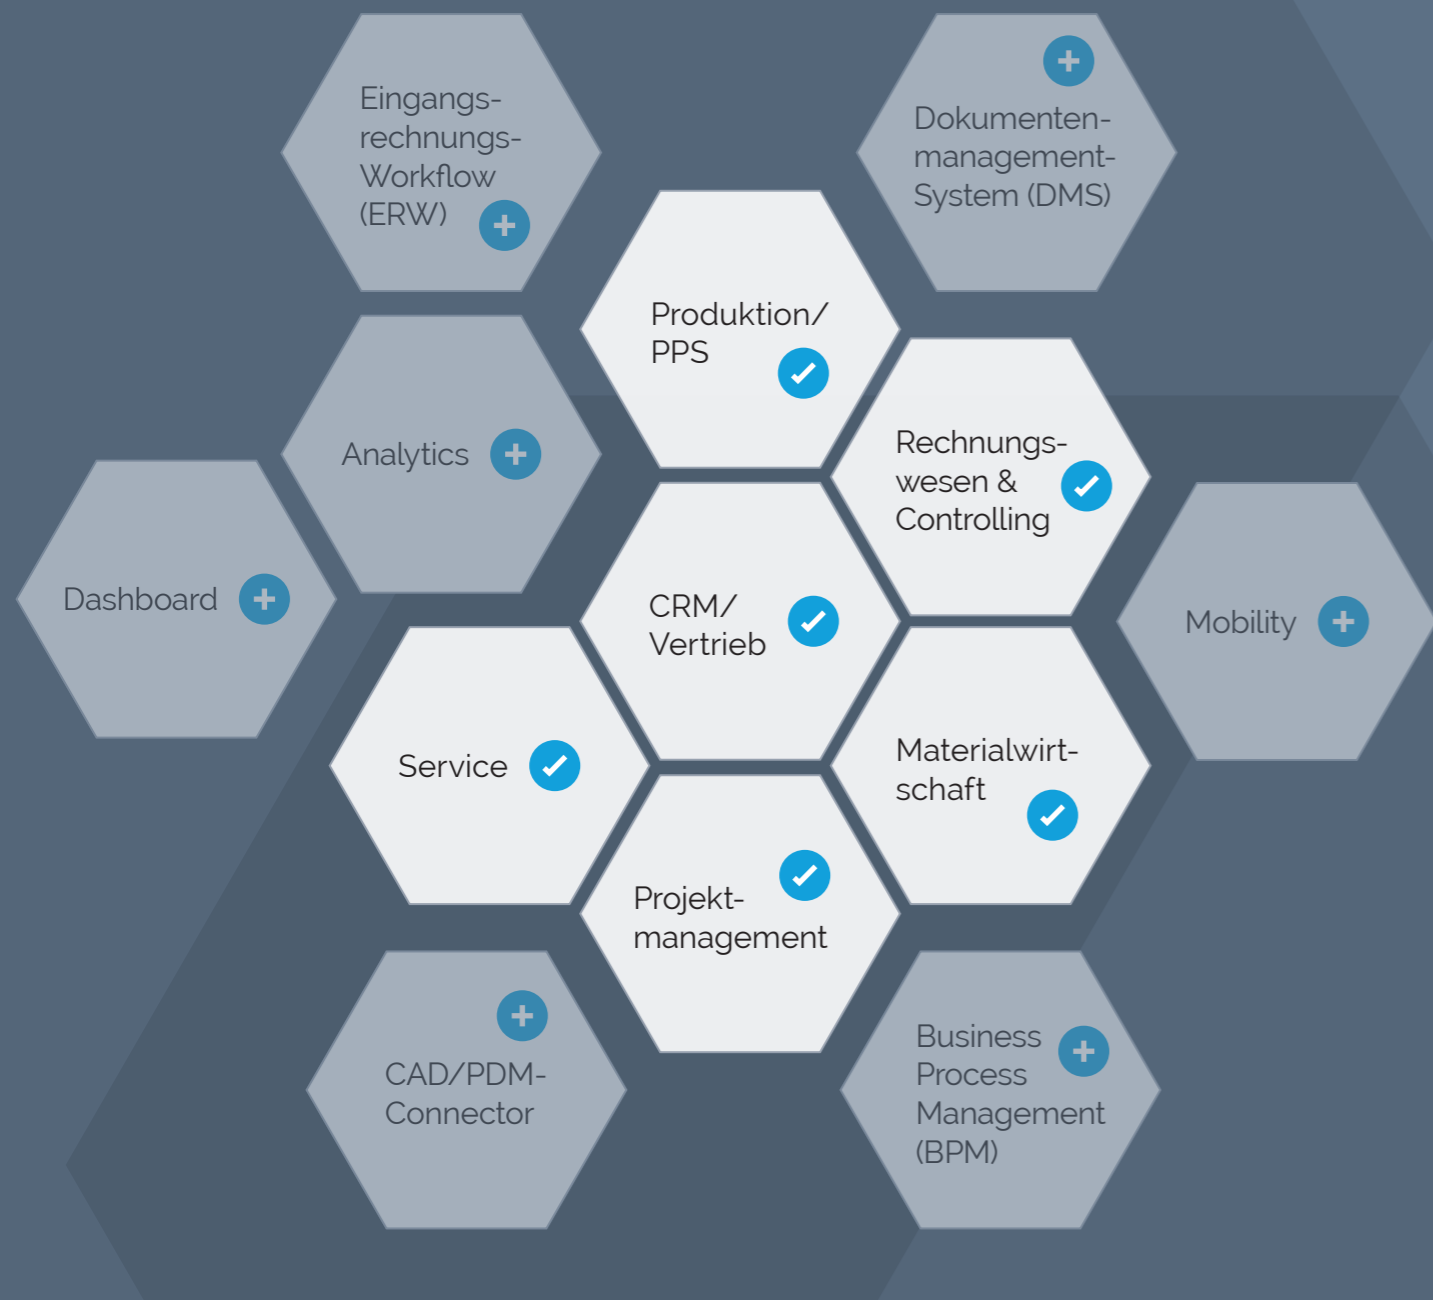 Eingangs-
rechnungs-
Workflow
(ERW)
Dokumenten-
management-
System (DMS)
Produktion/
PPS
Analytics
Rechnungs-
wesen &
Controlling
Dashboard
CRM/
Vertrieb
Mobility
Service
Materialwirt-
schaft
Projekt-
management
CAD/PDM-
Connector
Business
Process
Management
(BPM)